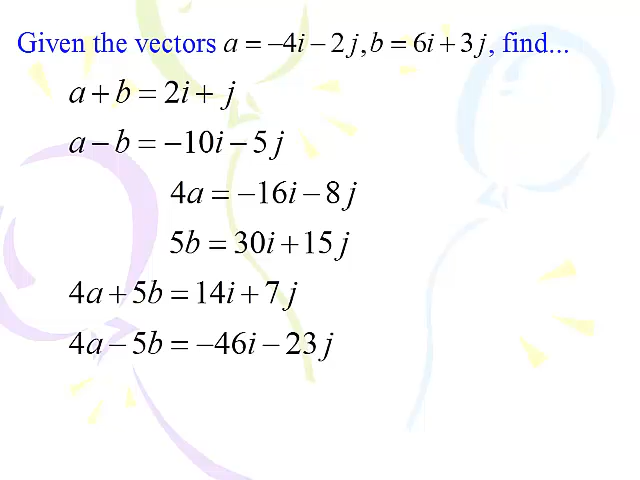 Given the vectors a = −4i − 2j, b = 6i + 3j, find...
a + b = 2i + j
a − b = −10i − 5j
4a = −16i − 8j
5b = 30i + 15j
4a + 5b = 14i + 7j
4a − 5b = −46i − 23j